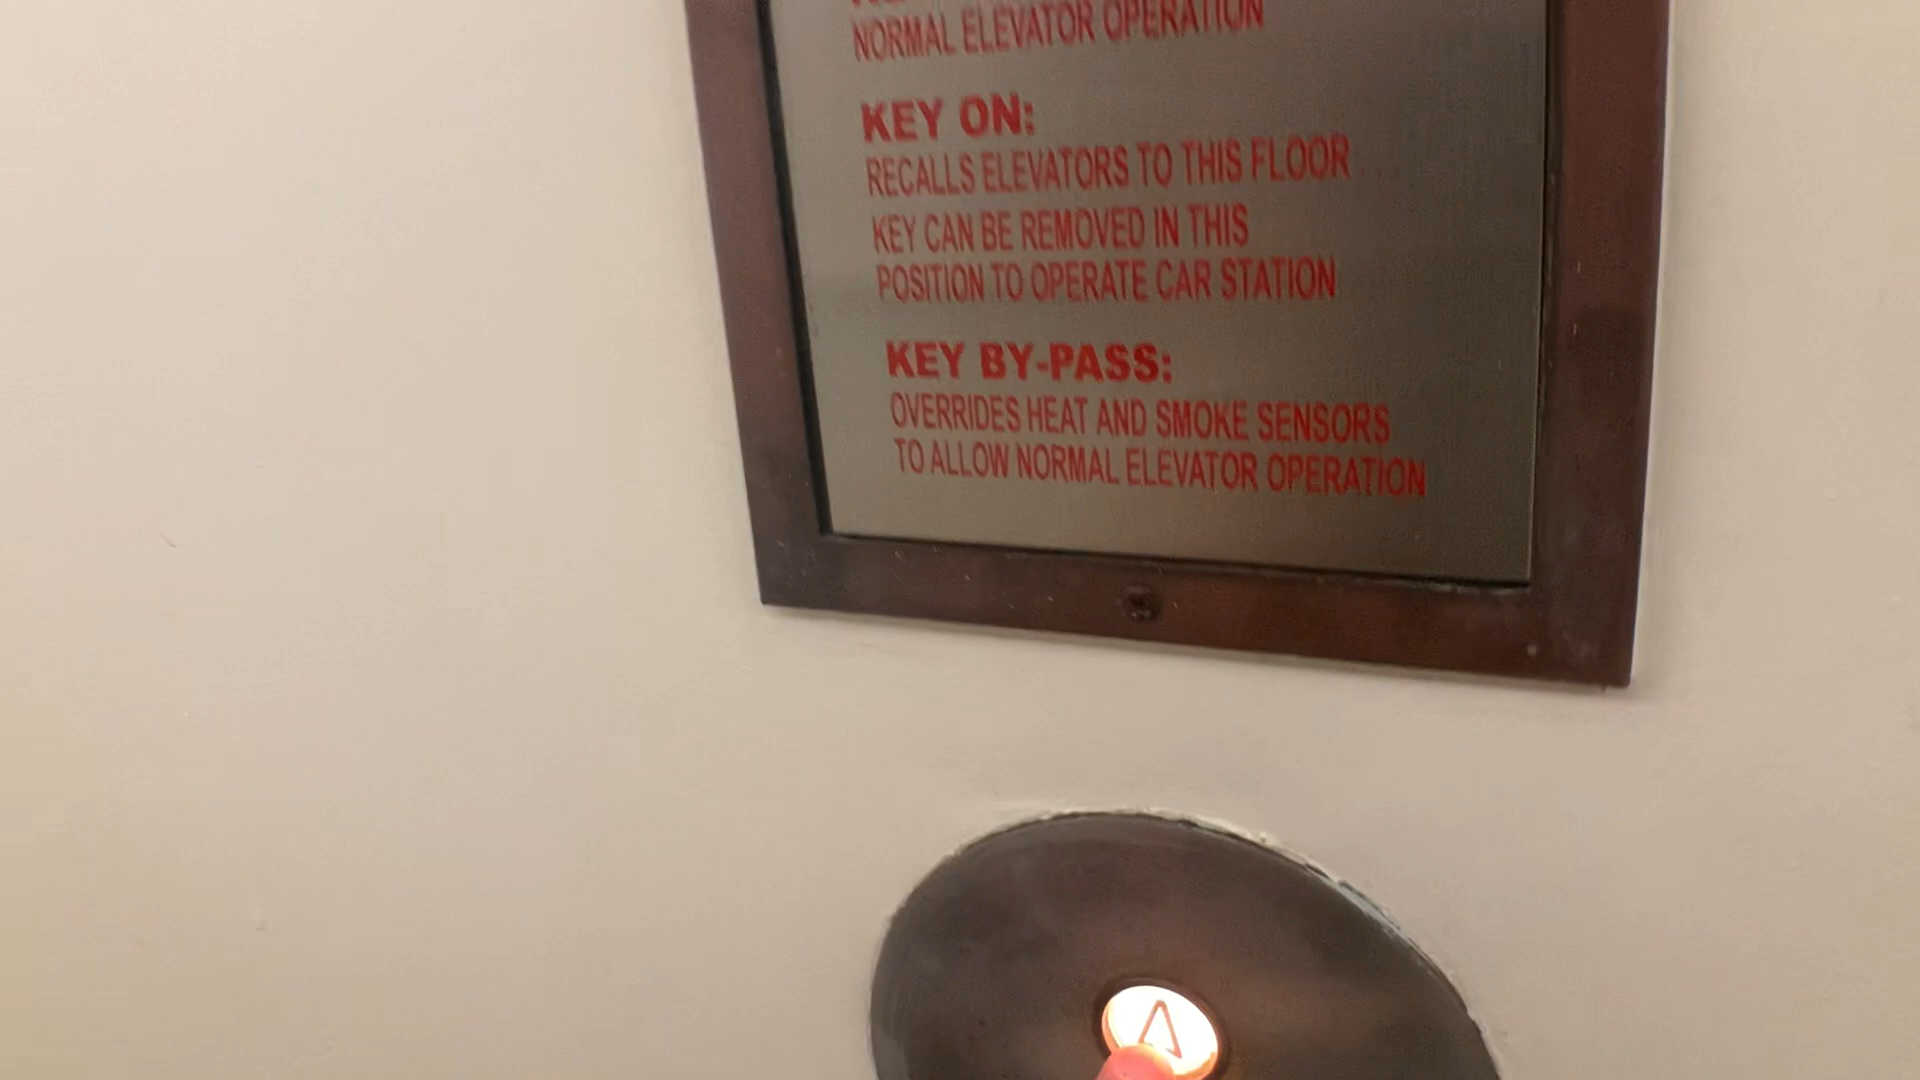 NORMAL ELEVATOR OPERATION
KEY ON:
RECALLS ELEVATORS TO THIS FLOOR
KEY CAN BE REMOVED IN THIS
POSITION TO OPERATE CAR STATION
KEY BY-PASS:
OVERRIDES HEAT AND SMOKE SENSORS
TO ALLOW NORMAL ELEVATOR OPERATION